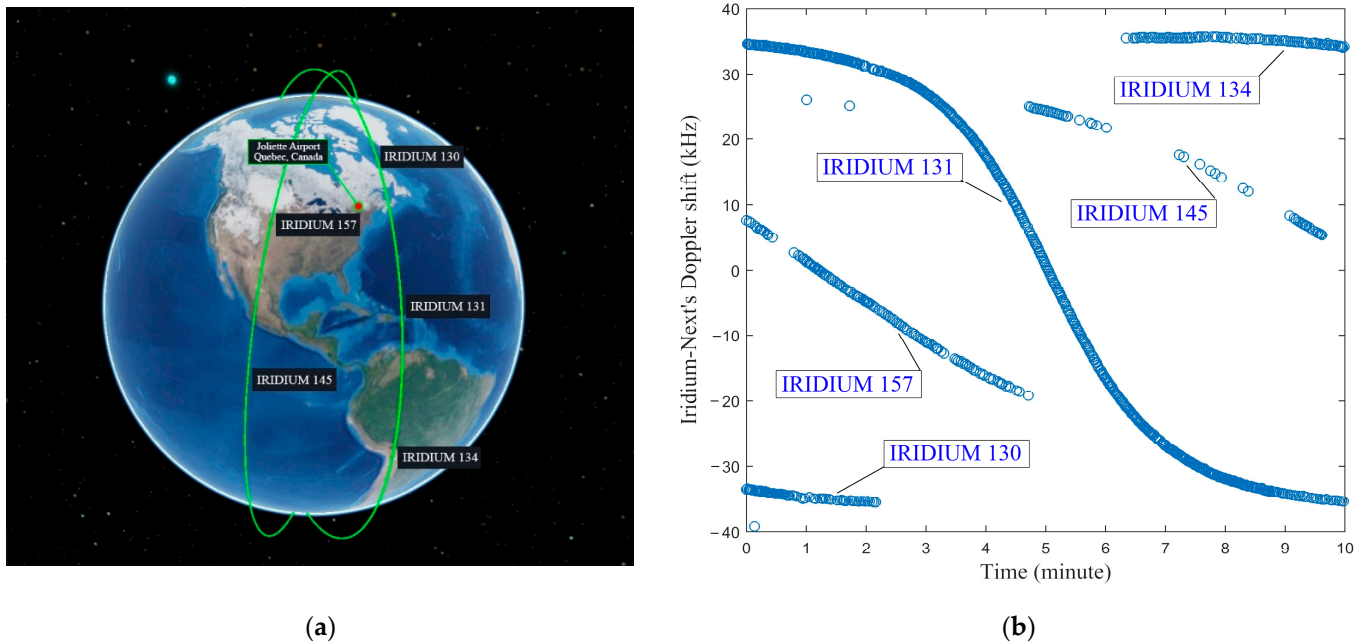 Joliette Airport
Quebec, Canada
IRIDIUM 130
IRIDIUM 157
IRIDIUM 131
IRIDIUM 145
IRIDIUM 134
(a)
Iridium-Next's Doppler shift (kHz)
40
30
20
10
0
−10
−20
−30
−40
IRIDIUM 134
IRIDIUM 131
IRIDIUM 145
IRIDIUM 157
IRIDIUM 130
0 1 2 3 4 5 6 7 8 9 10
Time (minute)
(b)